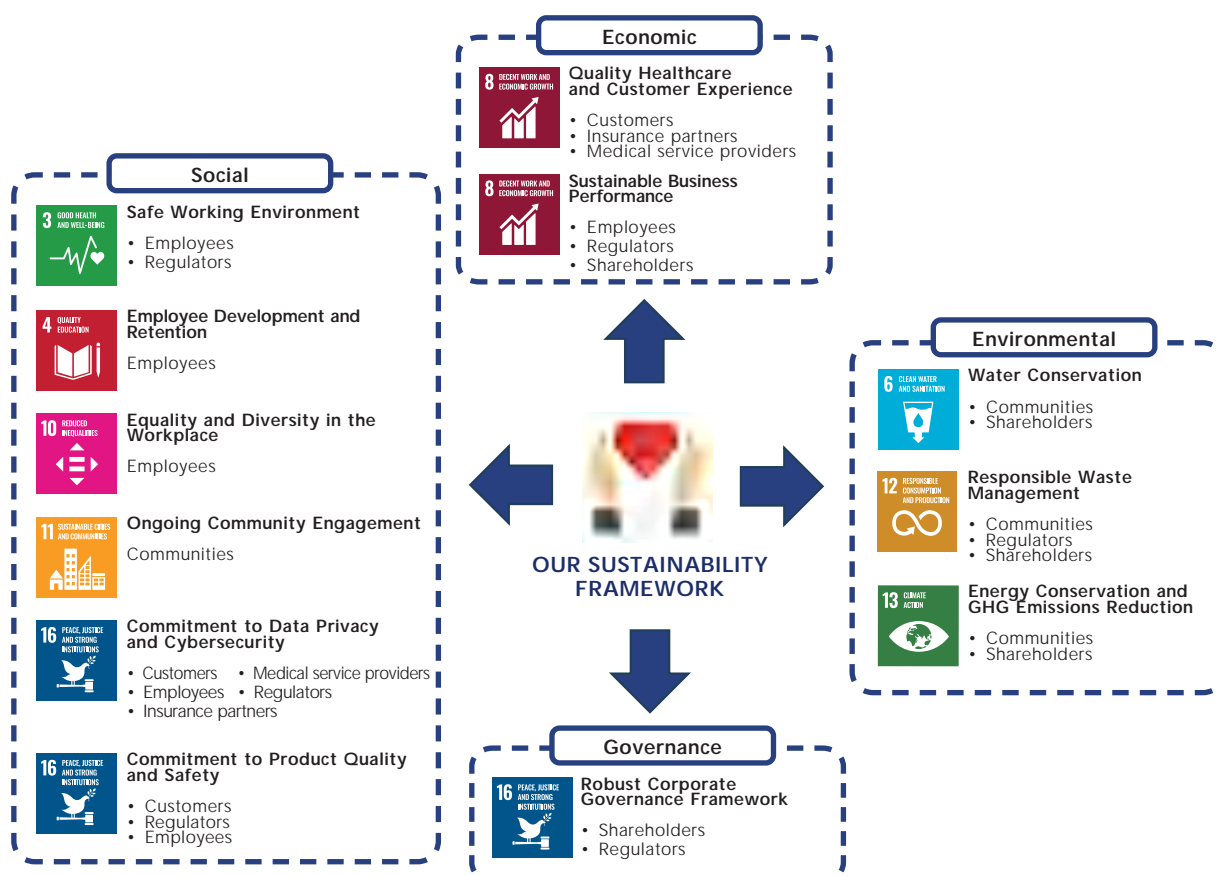 Economic
8 DECENT WORK AND
ECONOMIC GROWTH
Quality Healthcare
and Customer Experience
• Customers
• Insurance partners
• Medical service providers
8 DECENT WORK AND
ECONOMIC GROWTH
Sustainable Business
Performance
• Employees
• Regulators
• Shareholders
Social
3 GOOD HEALTH
AND WELL-BEING
Safe Working Environment
• Employees
• Regulators
4 QUALITY
EDUCATION
Employee Development and
Retention
Employees
10 REDUCED
INEQUALITIES
Equality and Diversity in the
Workplace
Employees
11 SUSTAINABLE CITIES
AND COMMUNITIES
Ongoing Community Engagement
Communities
16 PEACE, JUSTICE
AND STRONG
INSTITUTIONS
Commitment to Data Privacy
and Cybersecurity
• Customers • Medical service providers
• Employees • Regulators
• Insurance partners
16 PEACE, JUSTICE
AND STRONG
INSTITUTIONS
Commitment to Product Quality
and Safety
• Customers
• Regulators
• Employees
OUR SUSTAINABILITY
FRAMEWORK
Environmental
6 CLEAN WATER
AND SANITATION
Water Conservation
• Communities
• Shareholders
12 RESPONSIBLE
CONSUMPTION
AND PRODUCTION
Responsible Waste
Management
• Communities
• Regulators
• Shareholders
13 CLIMATE
ACTION
Energy Conservation and
GHG Emissions Reduction
• Communities
• Shareholders
Governance
16 PEACE, JUSTICE
AND STRONG
INSTITUTIONS
Robust Corporate
Governance Framework
• Shareholders
• Regulators